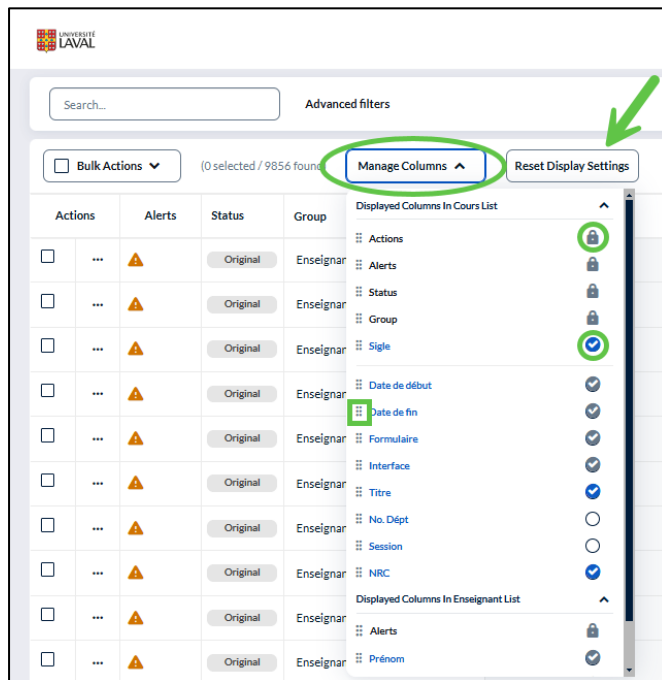 UNIVERSITÉ
LAVAL
Search...
Advanced filters
Bulk Actions
(0 selected / 9856 found)
Manage Columns
Reset Display Settings
Actions Alerts Status Group
Displayed Columns In Cours List
Actions
Alerts
Status
Group
Sigle
Date de début
Date de fin
Formulaire
Interface
Titre
No. Dépt
Session
NRC
Displayed Columns In Enseignant List
Alerts
Prénom
Original Enseignan
Original Enseignan
Original Enseignan
Original Enseignan
Original Enseignan
Original Enseignan
Original Enseignan
Original Enseignan
Original Enseignan
Original Enseignan